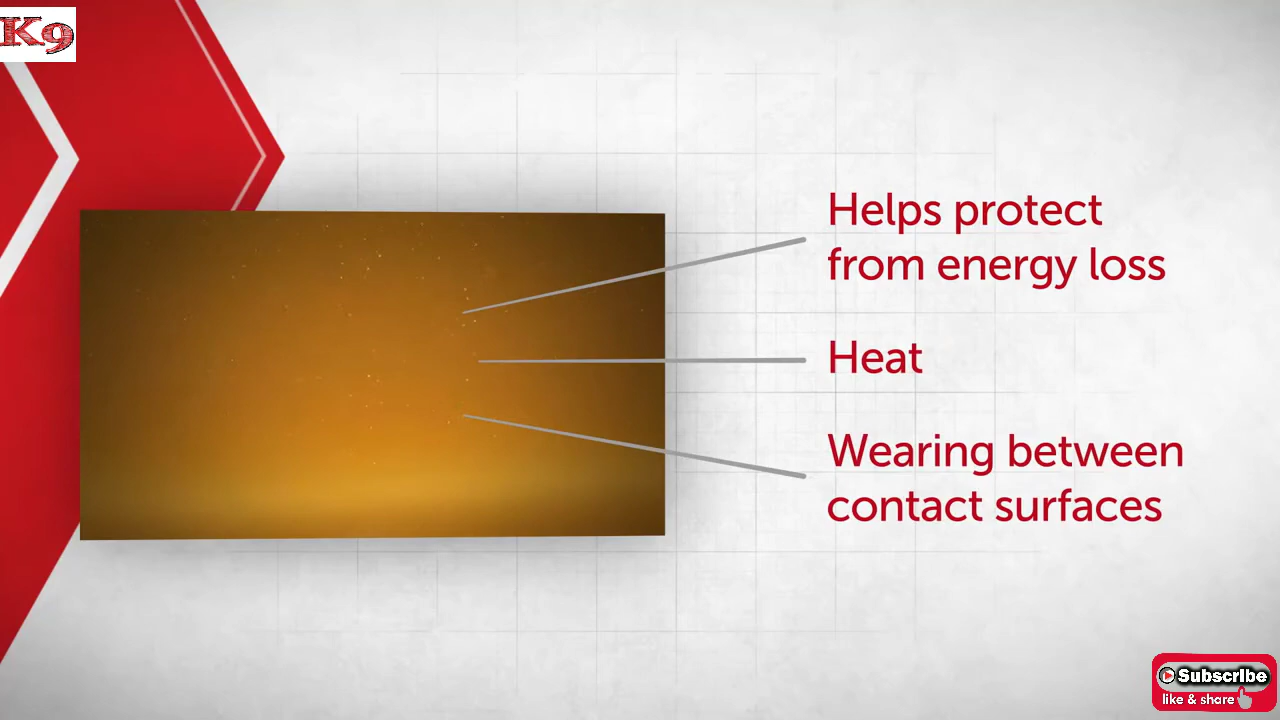 K9
Helps protect
from energy loss
Heat
Wearing between
contact surfaces
Subscribe
like & share